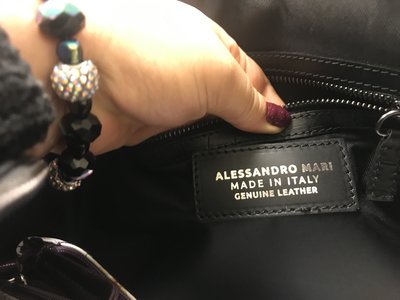 ALESSANDRO MARI
MADE IN ITALY
GENUINE LEATHER